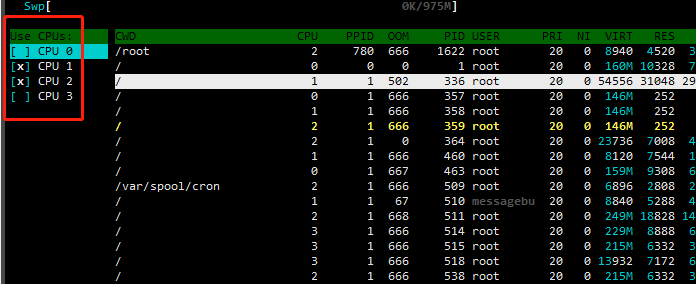 Swp[ 0K/975M]
Use CPUs: CWD CPU PPID OOM PID USER PRI NI VIRT RES
[ ] CPU 0 /root 2 780 666 1622 root 20 0 8940 4520 3
[x] CPU 1 / 0 0 0 1 root 20 0 160M 10328 7
[x] CPU 2 / 1 1 502 336 root 20 0 54556 31048 29
[ ] CPU 3 / 0 1 666 357 root 20 0 146M 252
/ 1 1 666 358 root 20 0 146M 252
/ 2 1 666 359 root 20 0 146M 252
/ 2 1 0 364 root 20 0 23736 7008 4
/ 1 1 666 460 root 20 0 8120 7544 1
/ 0 1 667 463 root 20 0 159M 9308 6
/var/spool/cron 2 1 666 509 root 20 0 6896 2808 2
/ 1 1 67 510 messagebu 20 0 8840 5288 4
/ 2 1 668 511 root 20 0 249M 18828 14
/ 3 1 666 514 root 20 0 229M 8888 6
/ 3 1 666 515 root 20 0 215M 6332 3
/ 3 1 666 518 root 20 0 13932 7172 6
/ 2 1 666 538 root 20 0 215M 6332 3